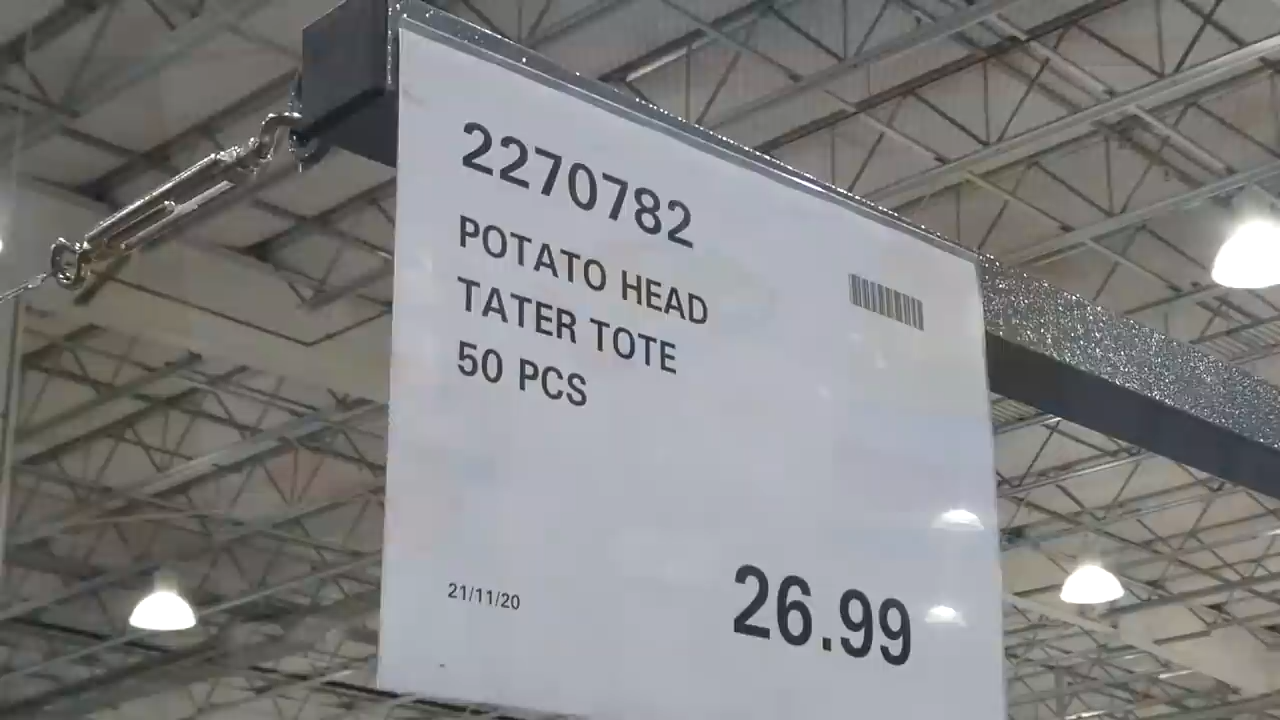 2270782
POTATO HEAD
TATER TOTE
50 PCS
21/11/20
26.99